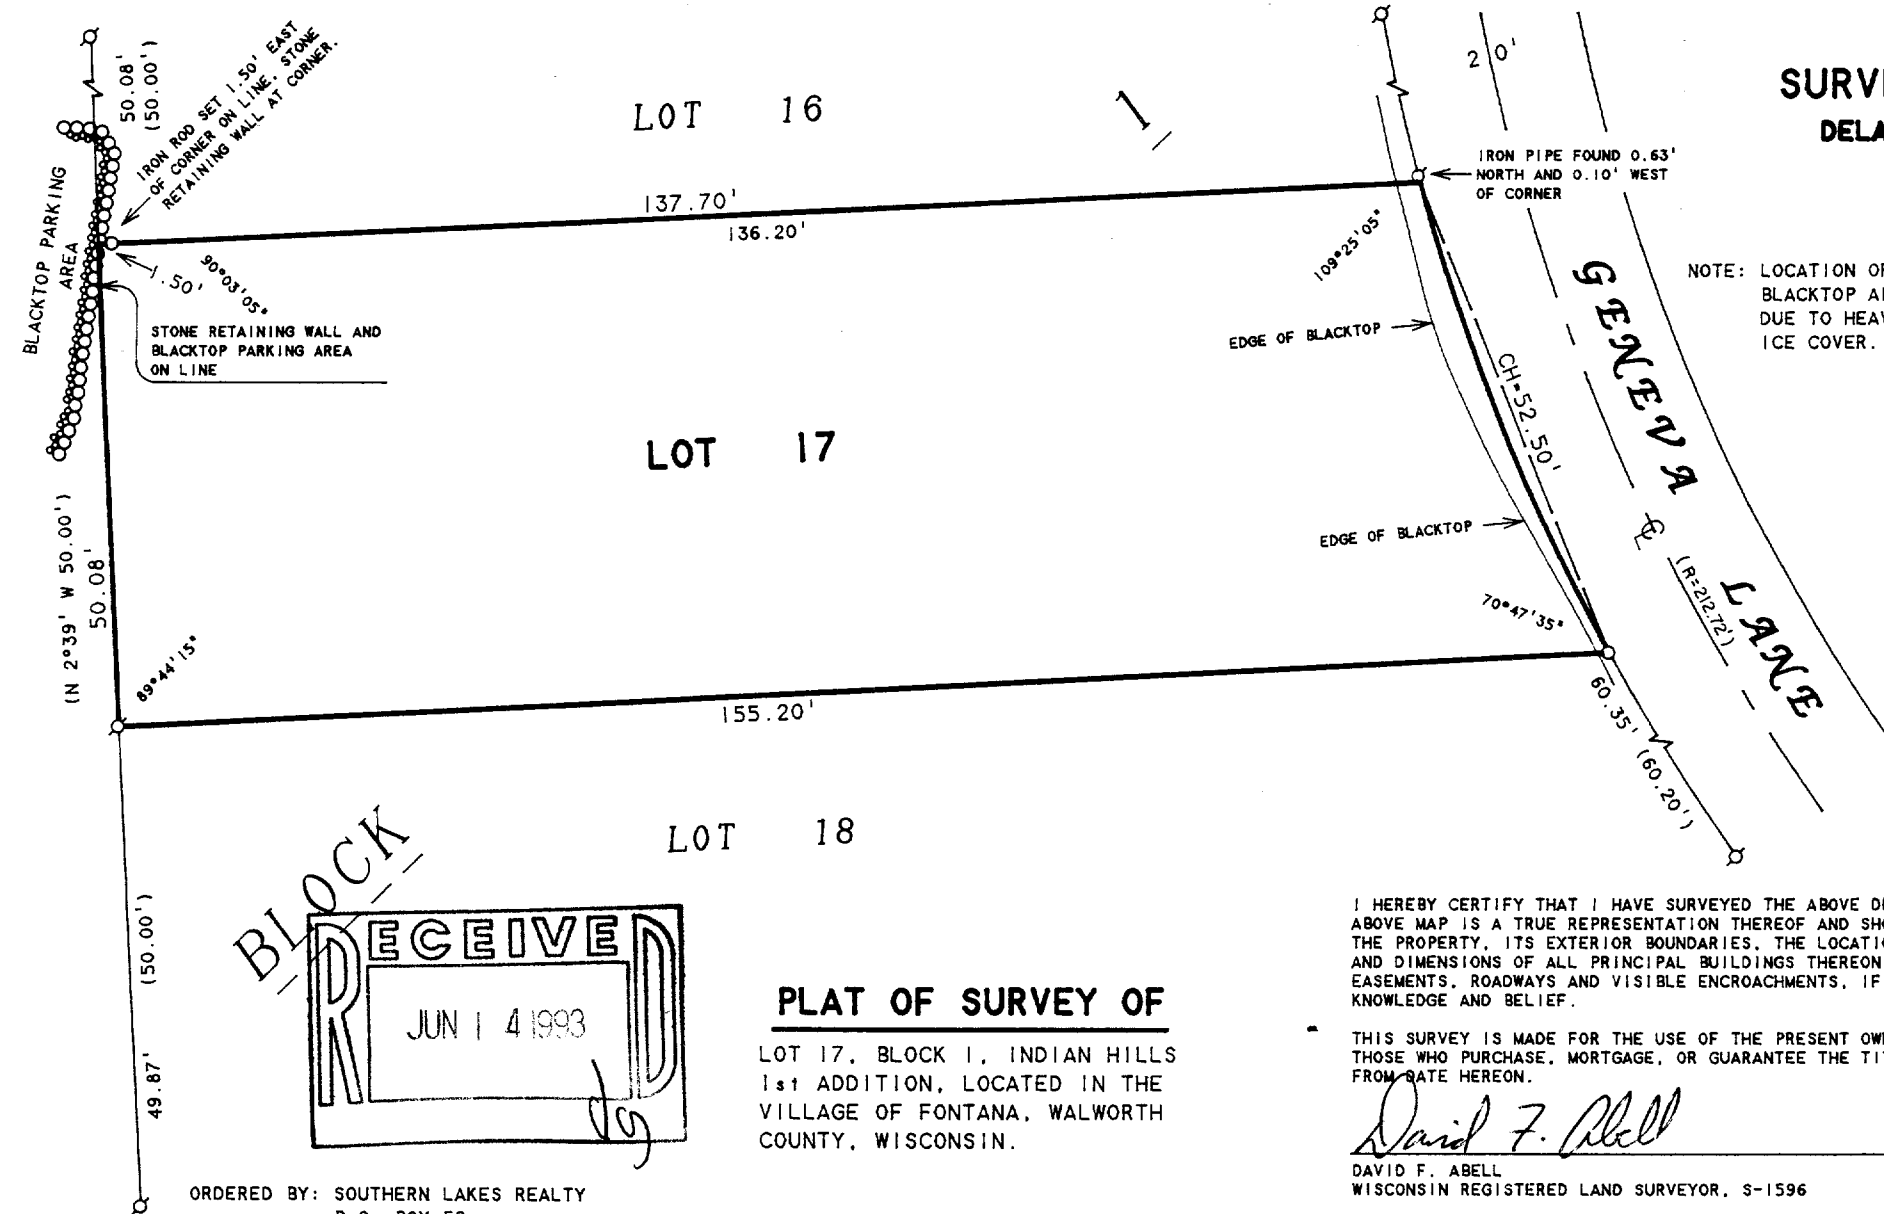 50.08'
(50.00')
IRON ROD SET 1.50' EAST
OF CORNER ON LINE, STONE
RETAINING WALL AT CORNER.
LOT 16
1
20'
SURV
DELA
IRON PIPE FOUND 0.63'
NORTH AND 0.10' WEST
OF CORNER
137.70'
136.20'
109°25'05"
BLACKTOP PARKING
AREA
1.50'
90°03'05"
STONE RETAINING WALL AND
BLACKTOP PARKING AREA
ON LINE
EDGE OF BLACKTOP
CH=52.50'
GENEVA LANE
NOTE: LOCATION OF
BLACKTOP A
DUE TO HEAV
ICE COVER.
LOT 17
EDGE OF BLACKTOP
℄
(R=212.72')
(N 2°39' W 50.00')
50.08'
89°44'15"
70°47'35"
155.20'
60.35' (60.20')
LOT 18
BLOCK
(50.00')
49.87'
RECEIVED
JUN 14 1993
dg
PLAT OF SURVEY OF
LOT 17, BLOCK 1, INDIAN HILLS
1st ADDITION, LOCATED IN THE
VILLAGE OF FONTANA, WALWORTH
COUNTY, WISCONSIN.
I HEREBY CERTIFY THAT I HAVE SURVEYED THE ABOVE D
ABOVE MAP IS A TRUE REPRESENTATION THEREOF AND SH
THE PROPERTY, ITS EXTERIOR BOUNDARIES, THE LOCATI
AND DIMENSIONS OF ALL PRINCIPAL BUILDINGS THEREON
EASEMENTS, ROADWAYS AND VISIBLE ENCROACHMENTS, IF
KNOWLEDGE AND BELIEF.
THIS SURVEY IS MADE FOR THE USE OF THE PRESENT OW
THOSE WHO PURCHASE, MORTGAGE, OR GUARANTEE THE TI
FROM DATE HEREON.
David F. Abell
DAVID F. ABELL
WISCONSIN REGISTERED LAND SURVEYOR, S-1596
ORDERED BY: SOUTHERN LAKES REALTY